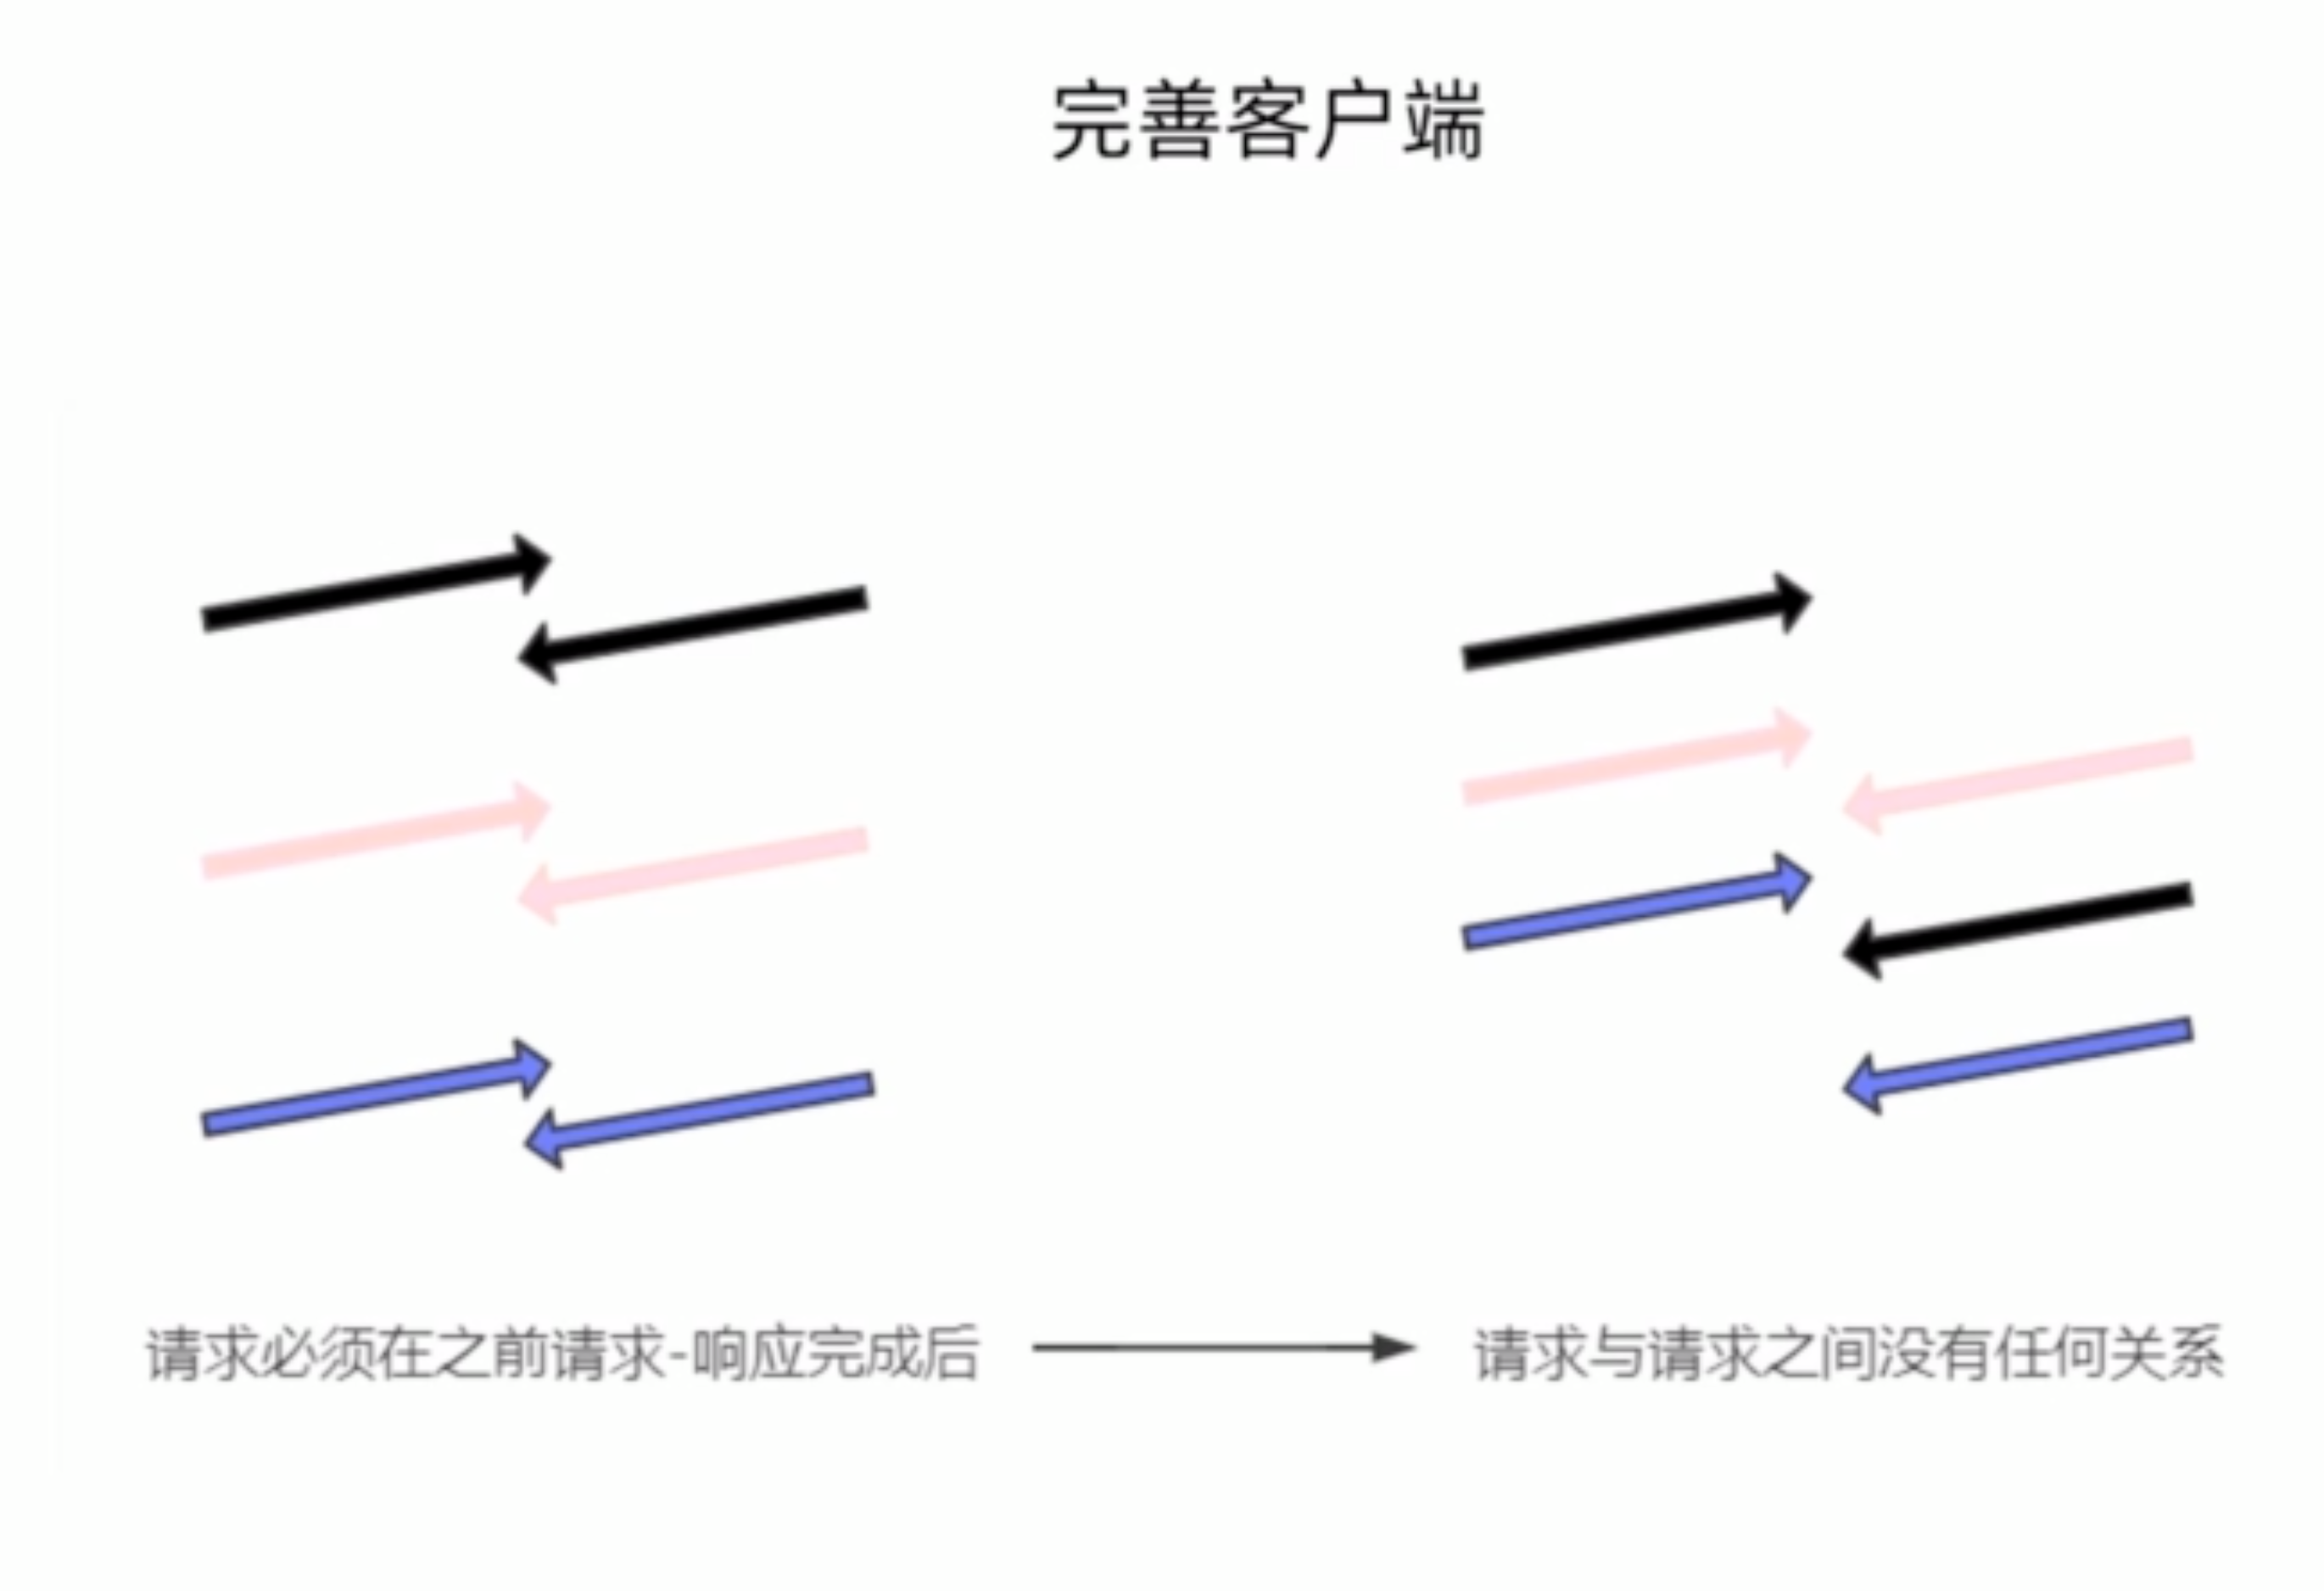 完善客户端
请求必须在之前请求-响应完成后
请求与请求之间没有任何关系